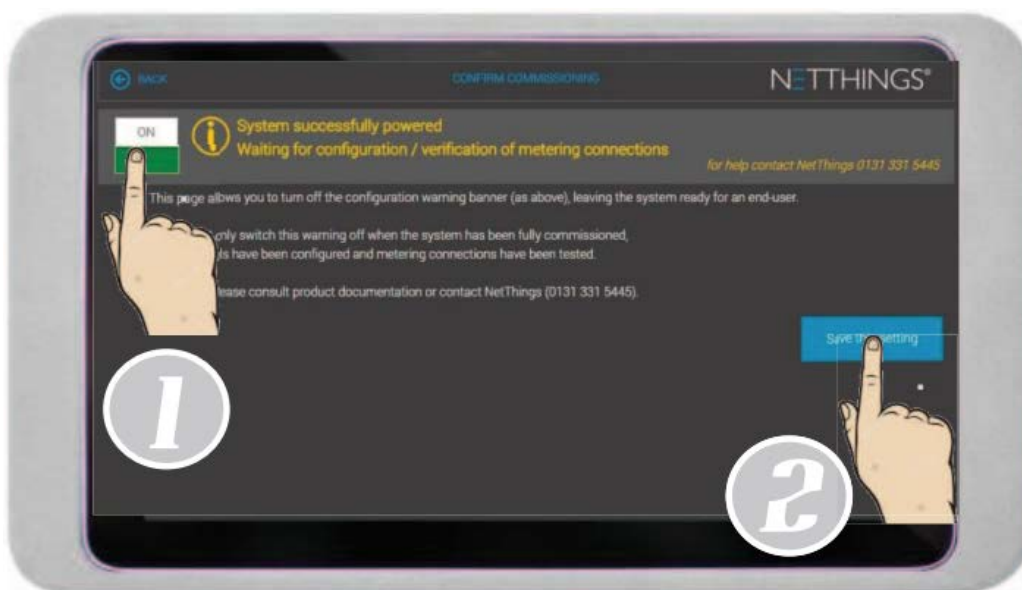 BACK
CONFIRM COMMISSIONING
NETTHINGS®
ON
System successfully powered
Waiting for configuration / verification of metering connections
for help contact NetThings 0131 331 5445
This page allows you to turn off the configuration warning banner (as above), leaving the system ready for an end-user.
only switch this warning off when the system has been fully commissioned,
have been configured and metering connections have been tested.
consult product documentation or contact NetThings (0131 331 5445).
Save this setting
1
2